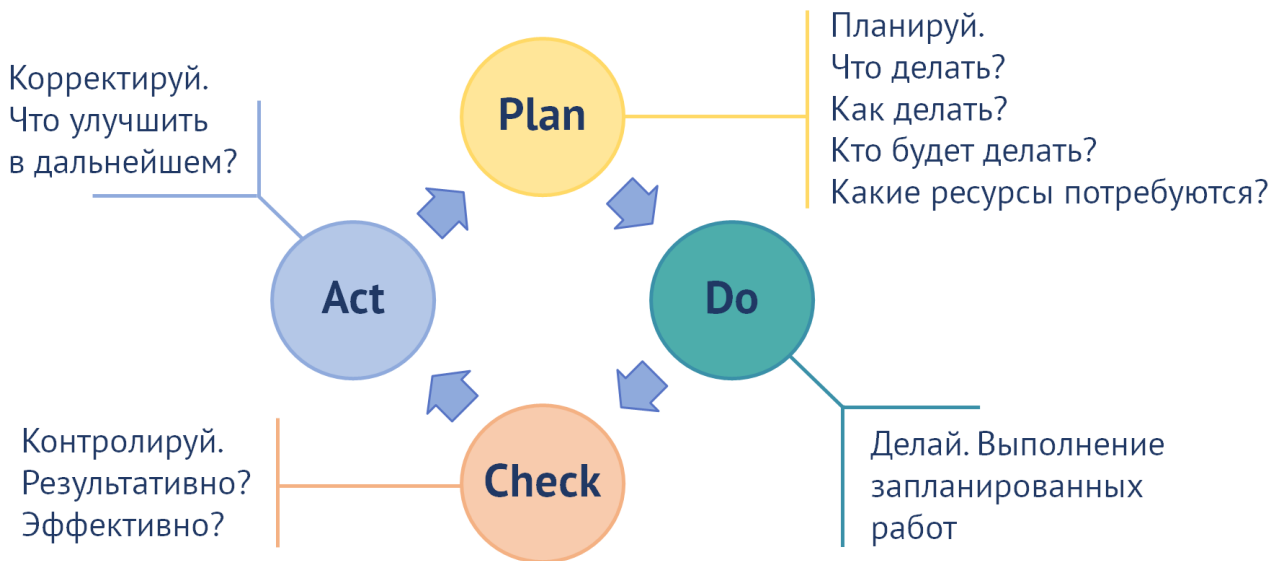 Plan
Планируй.
Что делать?
Как делать?
Кто будет делать?
Какие ресурсы потребуются?
Do
Делай. Выполнение
запланированных
работ
Check
Контролируй.
Результативно?
Эффективно?
Act
Корректируй.
Что улучшить
в дальнейшем?